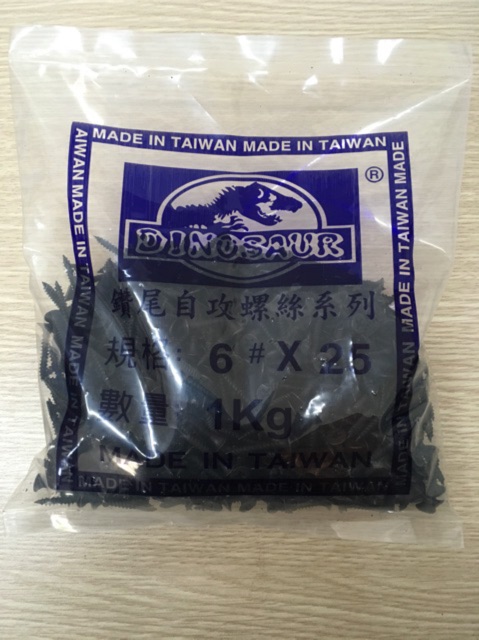 MADE IN TAIWAN MADE IN TAIWAN
AIWAN MADE IN TAIWAN MADE IN TAIWAN
MADE IN TAIWAN MADE
®
DINOSAUR
鑽尾自攻螺絲系列
規格: 6 # X 25
數量: 1Kg
MADE IN TAIWAN
MADE IN TAIWAN MADE IN TAIWAN